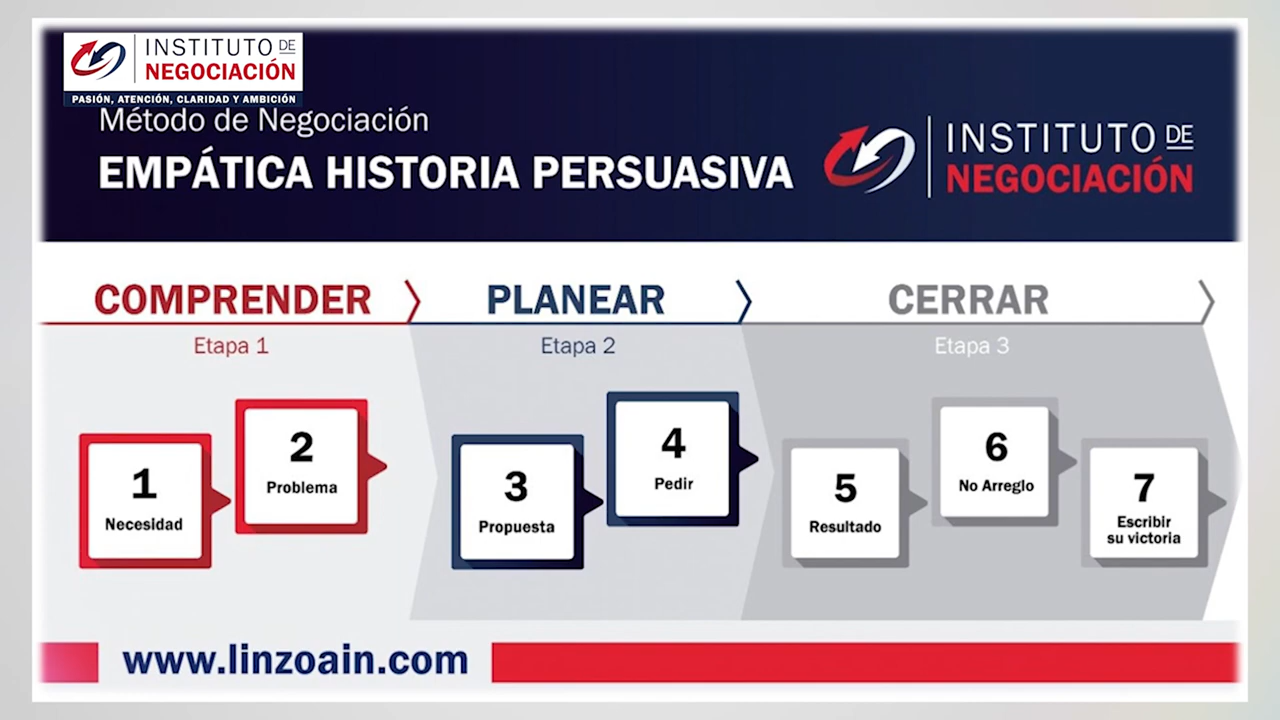 INSTITUTO DE
NEGOCIACIÓN
PASIÓN, ATENCIÓN, CLARIDAD Y AMBICIÓN
Método de Negociación
EMPÁTICA HISTORIA PERSUASIVA
INSTITUTO DE
NEGOCIACIÓN
COMPRENDER
Etapa 1
1
Necesidad
2
Problema
PLANEAR
Etapa 2
3
Propuesta
4
Pedir
CERRAR
Etapa 3
5
Resultado
6
No Arreglo
7
Escribir
su victoria
www.linzoain.com